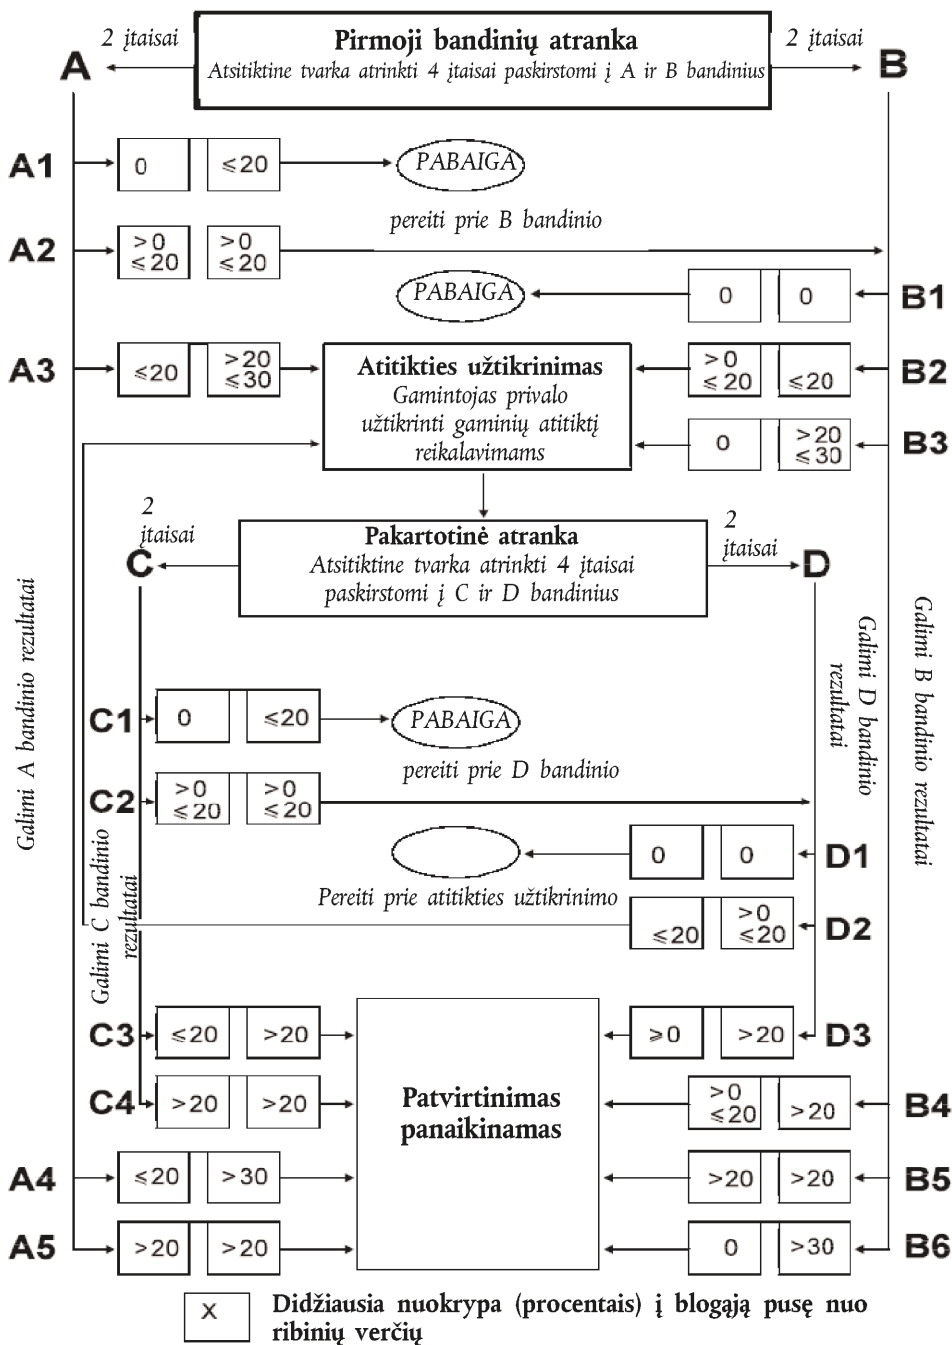 2 įtaisai
Pirmoji bandinių atranka
2 įtaisai
A
Atsitiktine tvarka atrinkti 4 įtaisai paskirstomi į A ir B bandinius
B
A1
0
≤20
PABAIGA
pereiti prie B bandinio
A2
>0
≤20
>0
≤20
PABAIGA
0
0
B1
A3
≤20
>20
≤30
Atitikties užtikrinimas
Gamintojas privalo
užtikrinti gaminių atitiktį
reikalavimams
>0
≤20
≤20
B2
0
>20
≤30
B3
2
įtaisai
Pakartotinė atranka
2
įtaisai
C
Atsitiktine tvarka atrinkti 4 įtaisai
paskirstomi į C ir D bandinius
D
Galimi A bandinio rezultatai
Galimi D bandinio
rezultatai
Galimi B bandinio rezultatai
C1
0
≤20
PABAIGA
pereiti prie D bandinio
C2
>0
≤20
>0
≤20
Galimi C bandinio
rezultatai
0
0
D1
Pereiti prie atitikties užtikrinimo
≤20
>0
≤20
D2
C3
≤20
>20
Patvirtinimas
panaikinamas
≥0
>20
D3
C4
>20
>20
>0
≤20
>20
B4
A4
≤20
>30
>20
>20
B5
A5
>20
>20
0
>30
B6
X
Didžiausia nuokrypa (procentais) į blogąją pusę nuo
ribinių verčių